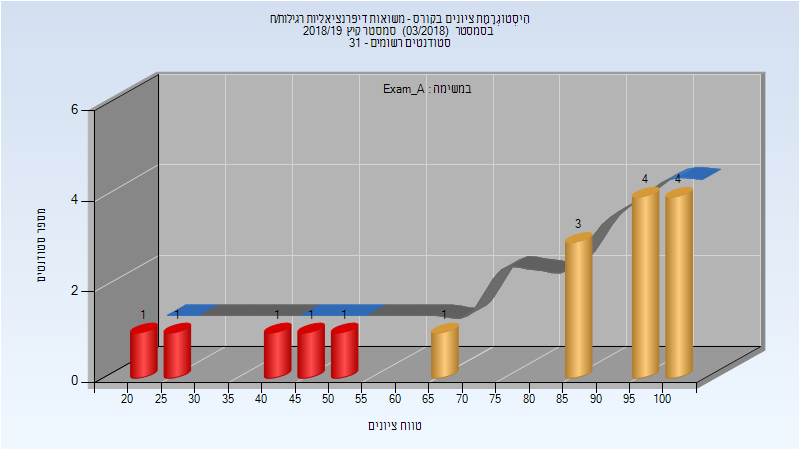 היסטוגרמת ציונים בקורס - משוואות דיפרנציאליות רגילות/ח
בסמסטר (03/2018) סמסטר קיץ 2018/19
סטודנטים רשומים - 31
במשימה : Exam_A
מספר סטודנטים
6
4
2
0
1 1 1 1 1 1 3 4 4
20 25 30 35 40 45 50 55 60 65 70 75 80 85 90 95 100
טווח ציונים